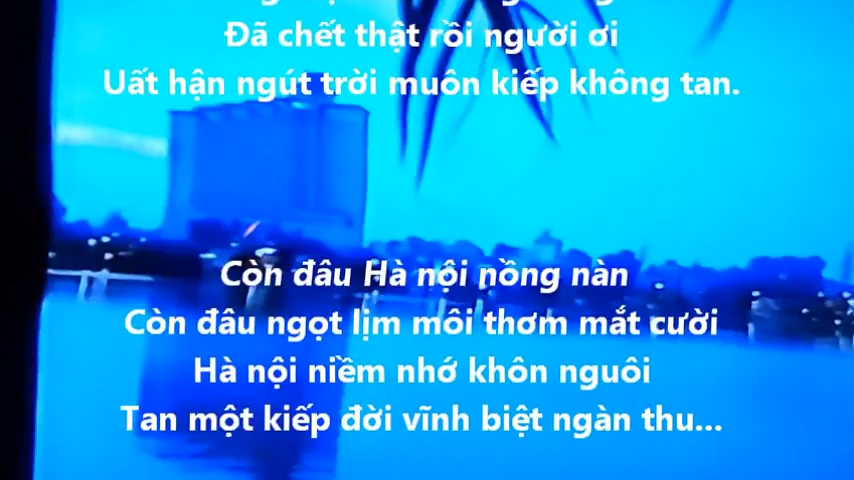 Đã chết thật rồi người ơi
Uất hận ngút trời muôn kiếp không tan.
Còn đâu Hà nội nồng nàn
Còn đâu ngọt lịm môi thơm mắt cười
Hà nội niềm nhớ khôn nguôi
Tan một kiếp đời vĩnh biệt ngàn thu...